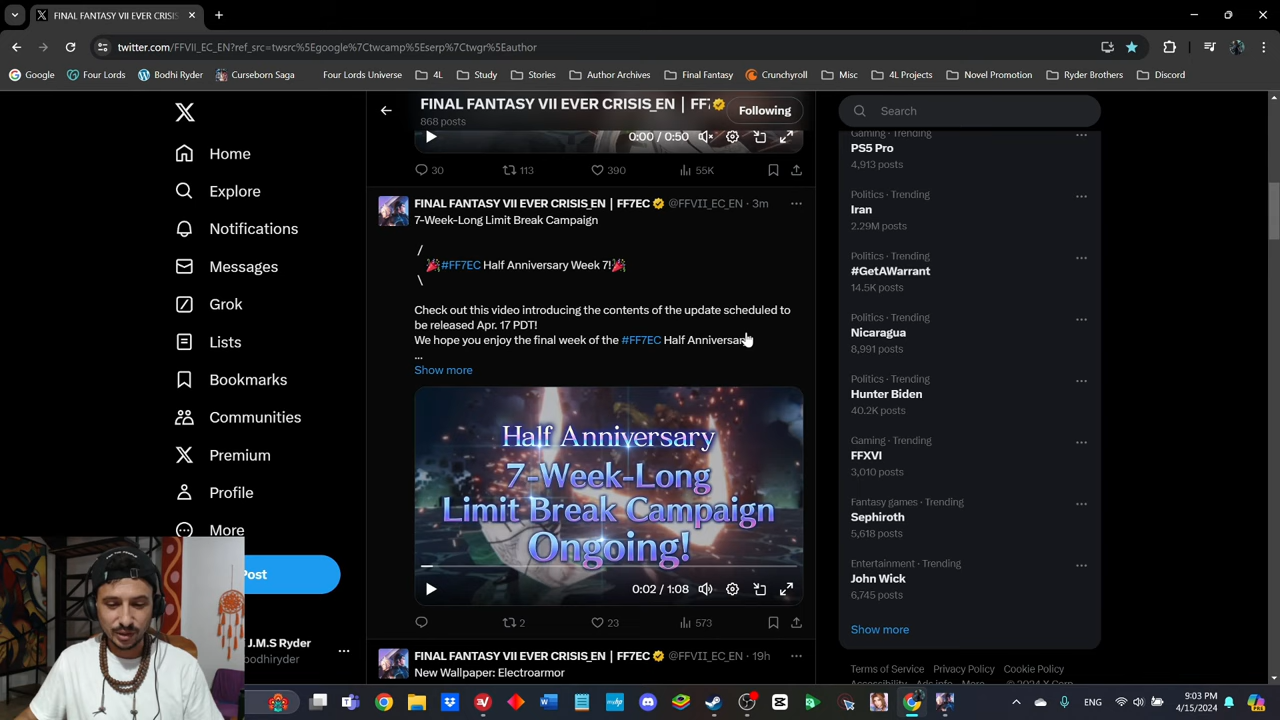 FINAL FANTASY VII EVER CRISIS
twitter.com/FFVII_EC_EN?ref_src=twsrc%5Egoogle%7Ctwcamp%5Eserp%7Ctwgr%5Eauthor
Google
Four Lords
Bodhi Ryder
Curseborn Saga
Four Lords Universe
4L
Study
Stories
Author Archives
Final Fantasy
Crunchyroll
Misc
4L Projects
Novel Promotion
Ryder Brothers
Discord
Home
Explore
Notifications
Messages
Grok
Lists
Bookmarks
Communities
Premium
Profile
More
Post
J.M.S Ryder
odhiryder
FINAL FANTASY VII EVER CRISIS_EN | FF7
868 posts
Following
0:00 / 0:50
30
113
390
55K
FINAL FANTASY VII EVER CRISIS_EN | FF7EC @FFVII_EC_EN · 3m
7-Week-Long Limit Break Campaign
/
#FF7EC Half Anniversary Week 7!
\
Check out this video introducing the contents of the update scheduled to
be released Apr. 17 PDT!
We hope you enjoy the final week of the #FF7EC Half Anniversary
...
Show more
Half Anniversary
7-Week-Long
Limit Break Campaign
Ongoing!
0:02 / 1:08
2
23
573
FINAL FANTASY VII EVER CRISIS_EN | FF7EC @FFVII_EC_EN · 19h
New Wallpaper: Electroarmor
Search
Gaming · Trending
PS5 Pro
4,913 posts
Politics · Trending
Iran
2.29M posts
Politics · Trending
#GetAWarrant
14.5K posts
Politics · Trending
Nicaragua
8,991 posts
Politics · Trending
Hunter Biden
40.2K posts
Gaming · Trending
FFXVI
3,010 posts
Fantasy games · Trending
Sephiroth
5,618 posts
Entertainment · Trending
John Wick
6,745 posts
Show more
Terms of Service Privacy Policy Cookie Policy
Accessibility Ads info More © 2024 X Corp.
ENG
9:03 PM
4/15/2024